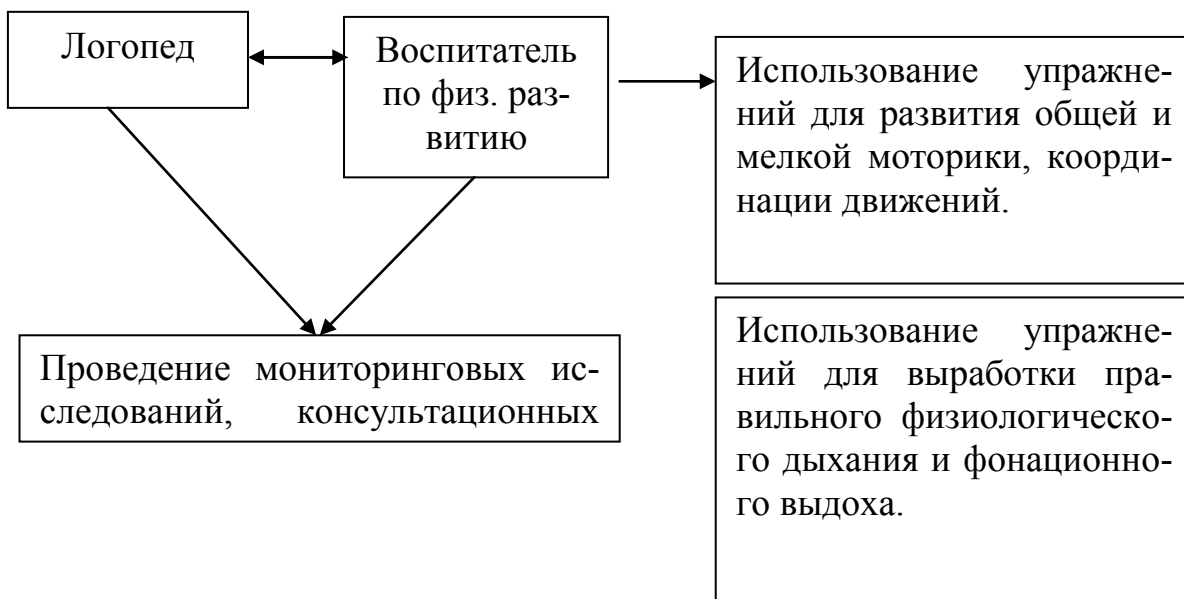 Логопед
Воспитатель
по физ. раз-
витию
Использование упражне-
ний для развития общей и
мелкой моторики, коорди-
нации движений.
Проведение мониторинговых ис-
следований, консультационных
Использование упражне-
ний для выработки пра-
вильного физиологическо-
го дыхания и фонационно-
го выдоха.